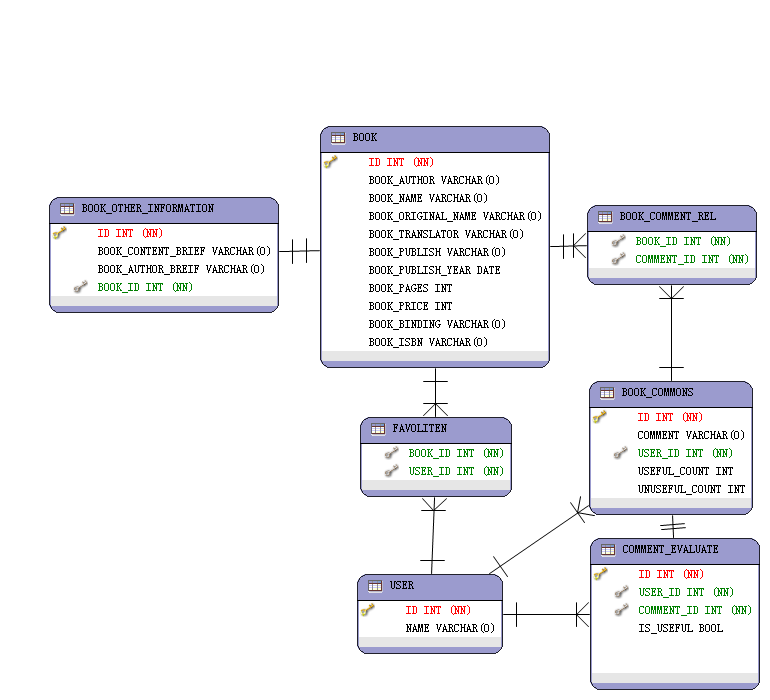 BOOK
ID INT (NN)
BOOK_AUTHOR VARCHAR(0)
BOOK_NAME VARCHAR(0)
BOOK_ORIGINAL_NAME VARCHAR(0)
BOOK_TRANSLATOR VARCHAR(0)
BOOK_PUBLISH VARCHAR(0)
BOOK_PUBLISH_YEAR DATE
BOOK_PAGES INT
BOOK_PRICE INT
BOOK_BINDING VARCHAR(0)
BOOK_ISBN VARCHAR(0)
BOOK_OTHER_INFORMATION
ID INT (NN)
BOOK_CONTENT_BRIEF VARCHAR(0)
BOOK_AUTHOR_BREIF VARCHAR(0)
BOOK_ID INT (NN)
BOOK_COMMENT_REL
BOOK_ID INT (NN)
COMMENT_ID INT (NN)
BOOK_COMMONS
ID INT (NN)
COMMENT VARCHAR(0)
USER_ID INT (NN)
USEFUL_COUNT INT
UNUSEFUL_COUNT INT
FAVOLITEN
BOOK_ID INT (NN)
USER_ID INT (NN)
COMMENT_EVALUATE
ID INT (NN)
USER_ID INT (NN)
COMMENT_ID INT (NN)
IS_USEFUL BOOL
USER
ID INT (NN)
NAME VARCHAR(0)